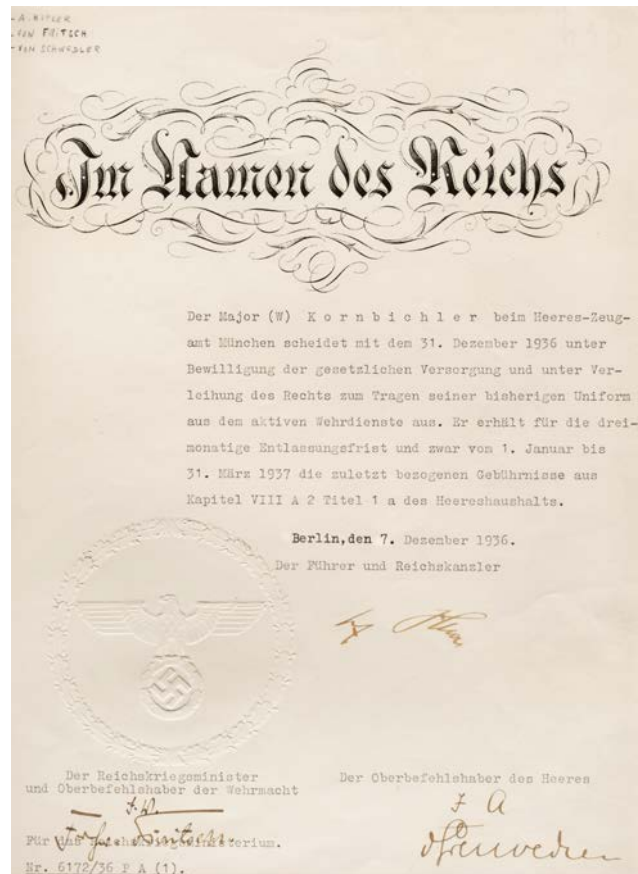 - A. HITLER
- VON FRITSCH
- VON SCHWEDLER
Im Namen des Reichs
Der Major (W) K o r n b i c h l e r beim Heeres-Zeug-
amt München scheidet mit dem 31. Dezember 1936 unter
Bewilligung der gesetzlichen Versorgung und unter Ver-
leihung des Rechts zum Tragen seiner bisherigen Uniform
aus dem aktiven Wehrdienste aus. Er erhält für die drei-
monatige Entlassungsfrist und zwar vom 1. Januar bis
31. März 1937 die zuletzt bezogenen Gebührnisse aus
Kapitel VIII A 2 Titel 1 a des Heereshaushalts.
Berlin,den 7. Dezember 1936.
Der Führer und Reichskanzler
Der Reichskriegsminister
und Oberbefehlshaber der Wehrmacht
Der Oberbefehlshaber des Heeres
J. V.
J A
Für das Reichskriegsministerium.
Nr. 6172/36 P A (1).